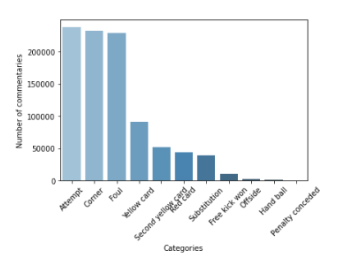 Number of commentaries
200000
150000
100000
50000
0
Attempt
Corner
Foul
Yellow card
Second yellow card
Red card
Substitution
Free kick won
Offside
Hand ball
Penalty conceded
Categories